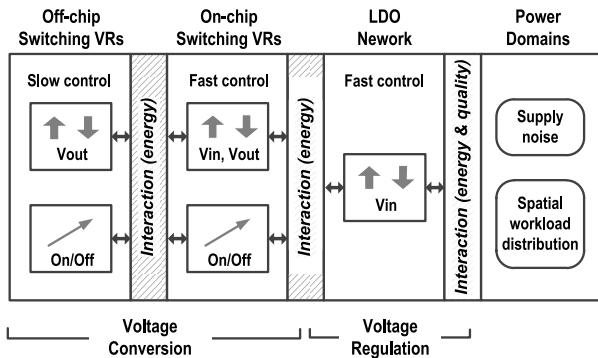 Off-chip
Switching VRs
On-chip
Switching VRs
LDO
Nework
Power
Domains
Slow control
Vout
On/Off
Interaction (energy)
Fast control
Vin, Vout
On/Off
Interaction (energy)
Fast control
Vin
Interaction (energy & quality)
Supply
noise
Spatial
workload
distribution
Voltage
Conversion
Voltage
Regulation